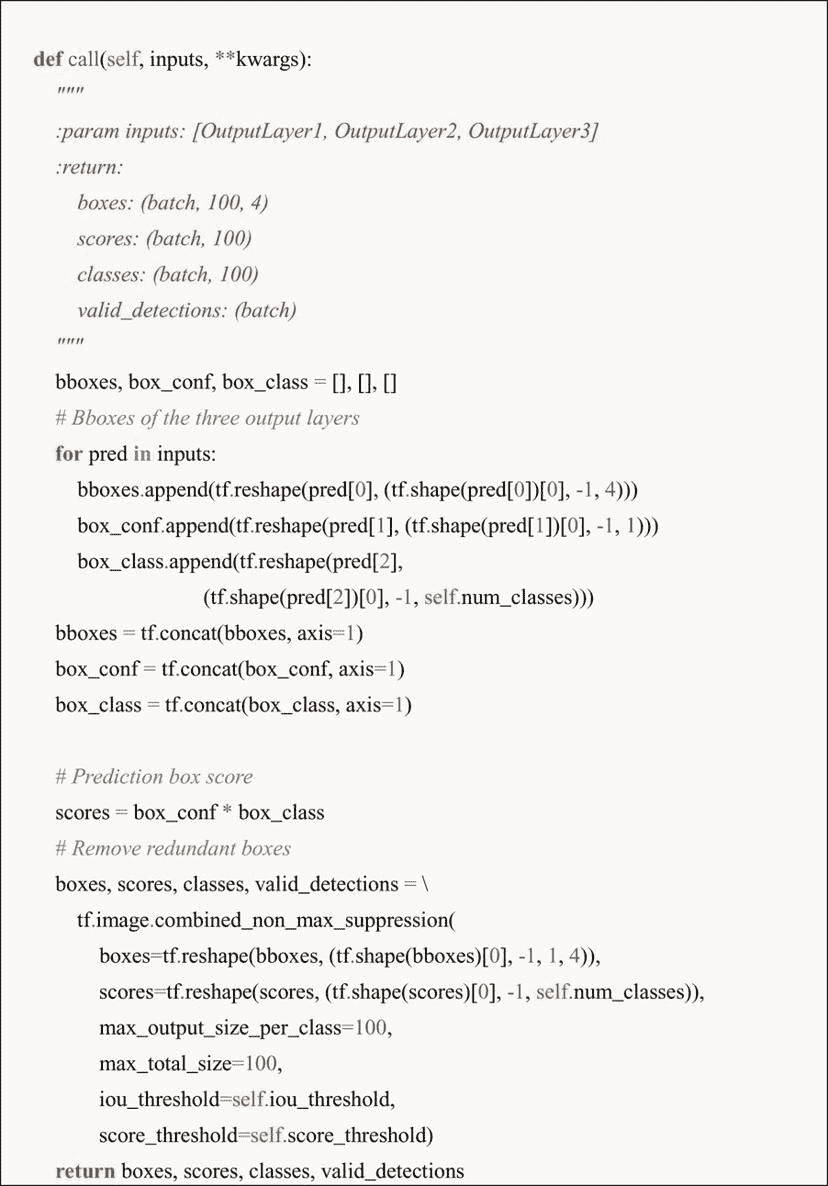 def call(self, inputs, **kwargs):
"""
:param inputs: [OutputLayer1, OutputLayer2, OutputLayer3]
:return:
boxes: (batch, 100, 4)
scores: (batch, 100)
classes: (batch, 100)
valid_detections: (batch)
"""
bboxes, box_conf, box_class = [], [], []
# Bboxes of the three output layers
for pred in inputs:
bboxes.append(tf.reshape(pred[0], (tf.shape(pred[0])[0], -1, 4)))
box_conf.append(tf.reshape(pred[1], (tf.shape(pred[1])[0], -1, 1)))
box_class.append(tf.reshape(pred[2],
(tf.shape(pred[2])[0], -1, self.num_classes)))
bboxes = tf.concat(bboxes, axis=1)
box_conf = tf.concat(box_conf, axis=1)
box_class = tf.concat(box_class, axis=1)
# Prediction box score
scores = box_conf * box_class
# Remove redundant boxes
boxes, scores, classes, valid_detections = \
tf.image.combined_non_max_suppression(
boxes=tf.reshape(bboxes, (tf.shape(bboxes)[0], -1, 1, 4)),
scores=tf.reshape(scores, (tf.shape(scores)[0], -1, self.num_classes)),
max_output_size_per_class=100,
max_total_size=100,
iou_threshold=self.iou_threshold,
score_threshold=self.score_threshold)
return boxes, scores, classes, valid_detections